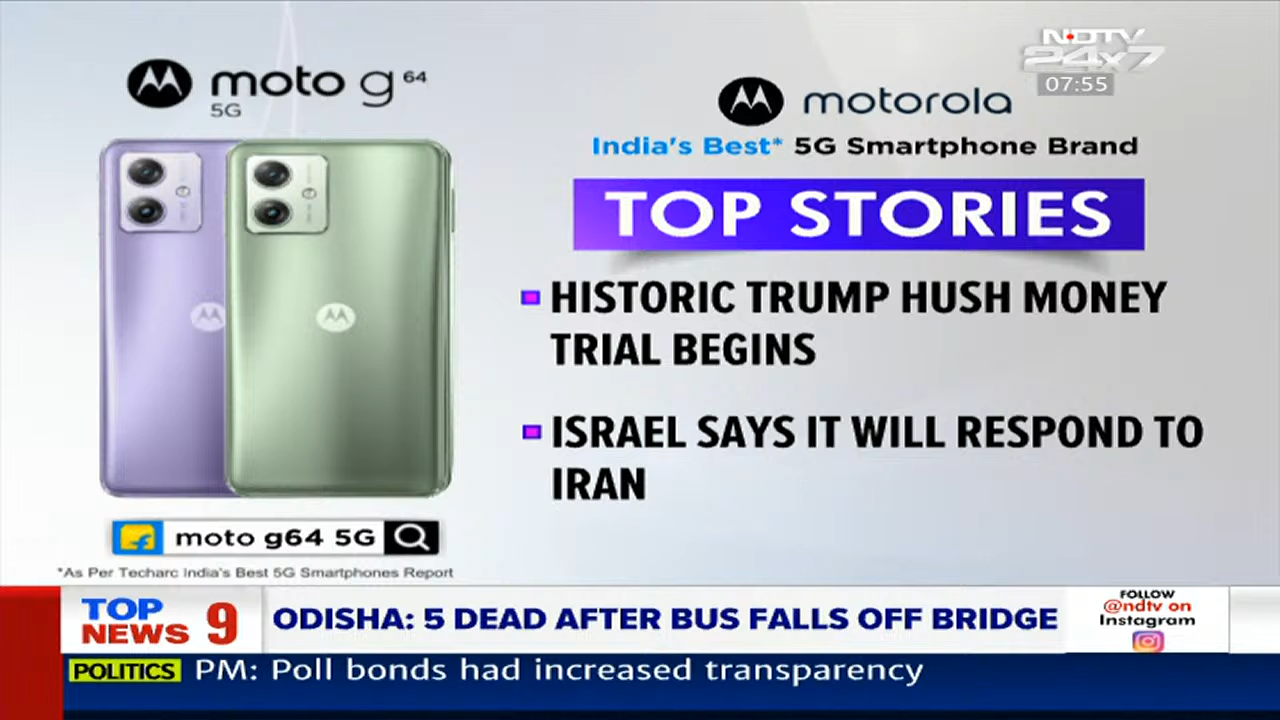 moto g 64
5G
NDTV
24x7
07:55
motorola
India's Best* 5G Smartphone Brand
TOP STORIES
HISTORIC TRUMP HUSH MONEY
TRIAL BEGINS
ISRAEL SAYS IT WILL RESPOND TO
IRAN
moto g64 5G
*As Per Techarc India's Best 5G Smartphones Report
TOP
NEWS 9
ODISHA: 5 DEAD AFTER BUS FALLS OFF BRIDGE
FOLLOW
@ndtv on
Instagram
POLITICS PM: Poll bonds had increased transparency